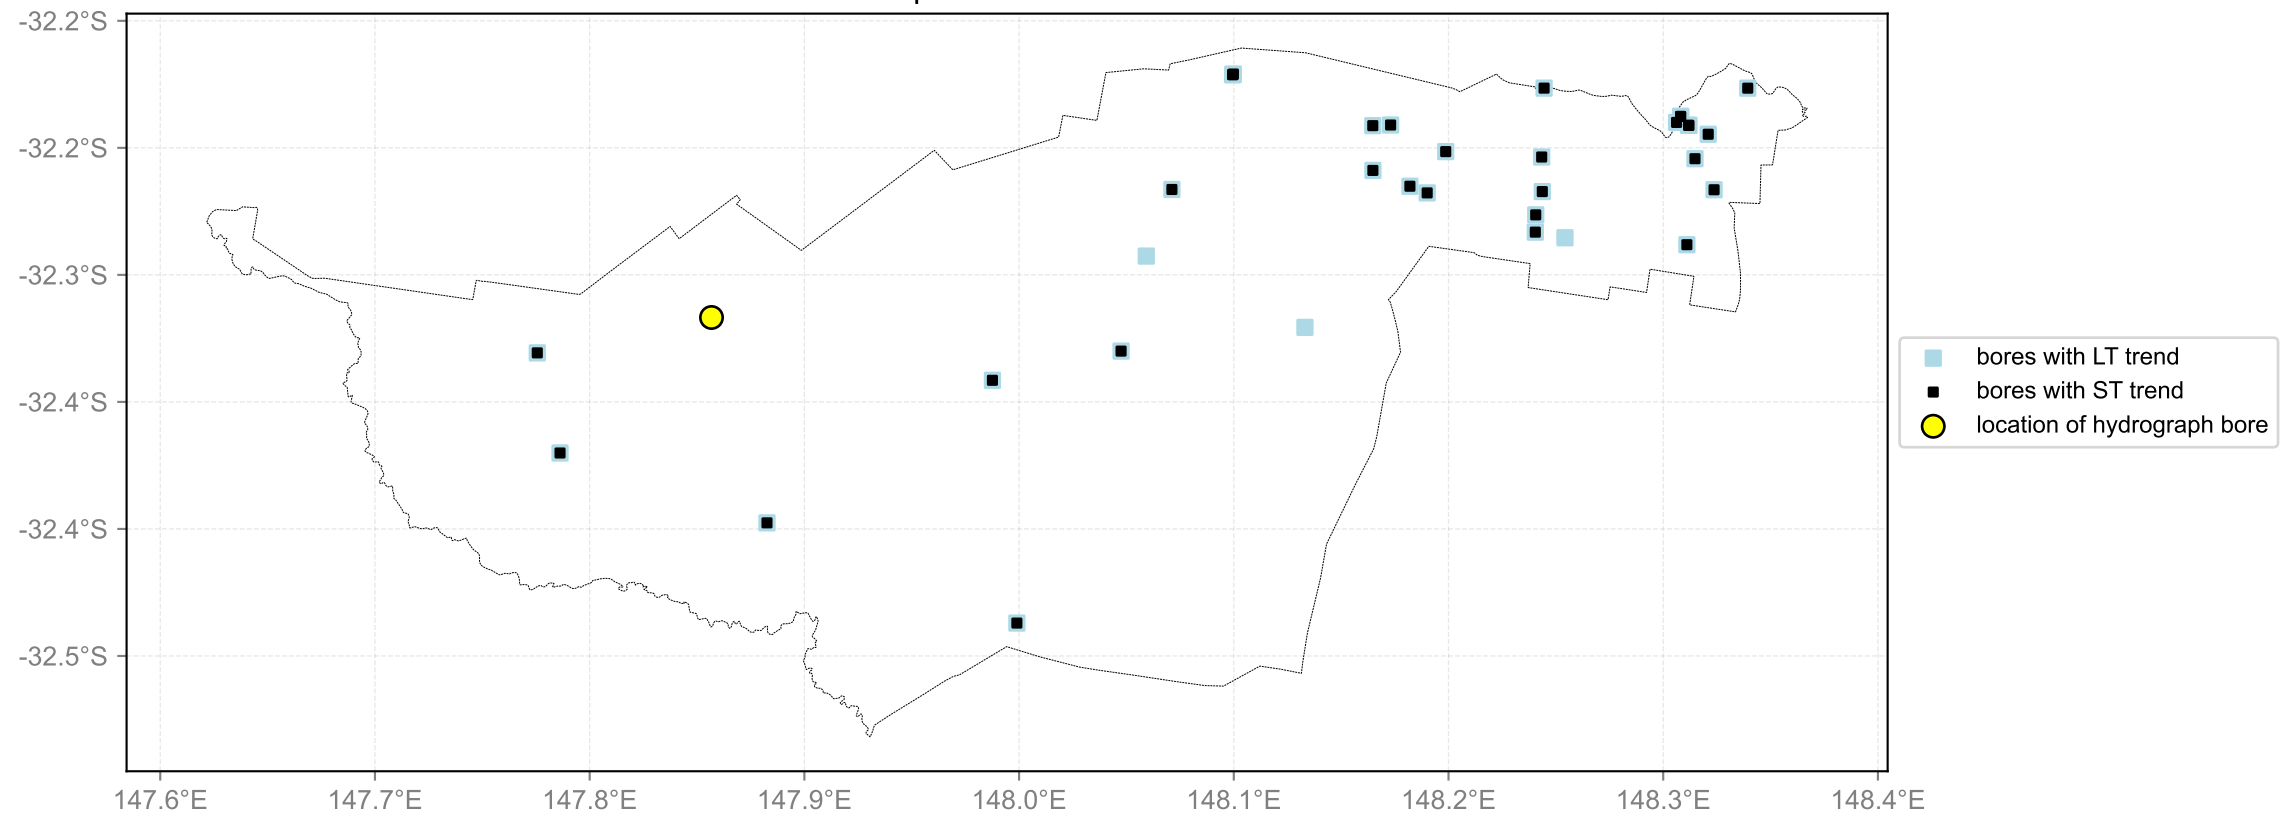 -32.2°S
-32.2°S
-32.3°S
-32.4°S
-32.4°S
-32.5°S
147.6°E 147.7°E 147.8°E 147.9°E 148.0°E 148.1°E 148.2°E 148.3°E 148.4°E
bores with LT trend
bores with ST trend
location of hydrograph bore